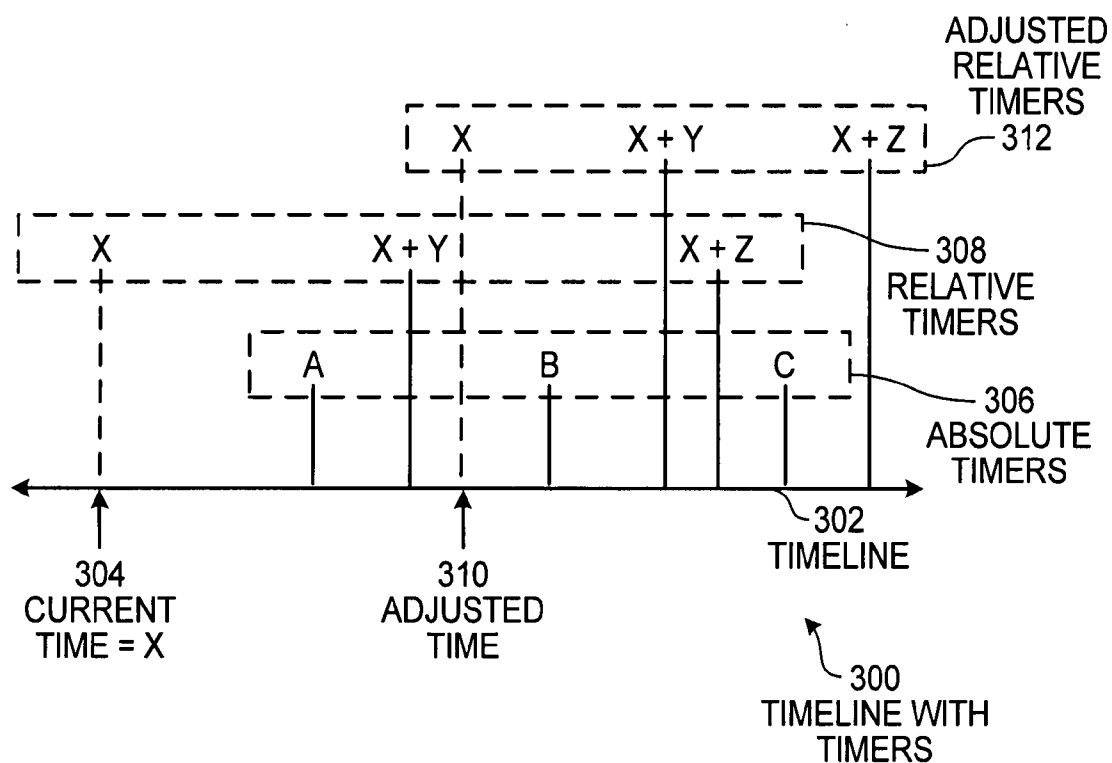 ADJUSTED
RELATIVE
TIMERS
312
X X + Y X + Z
X X + Y X + Z
308
RELATIVE
TIMERS
A B C
306
ABSOLUTE
TIMERS
302
TIMELINE
304
CURRENT
TIME = X
310
ADJUSTED
TIME
300
TIMELINE WITH
TIMERS